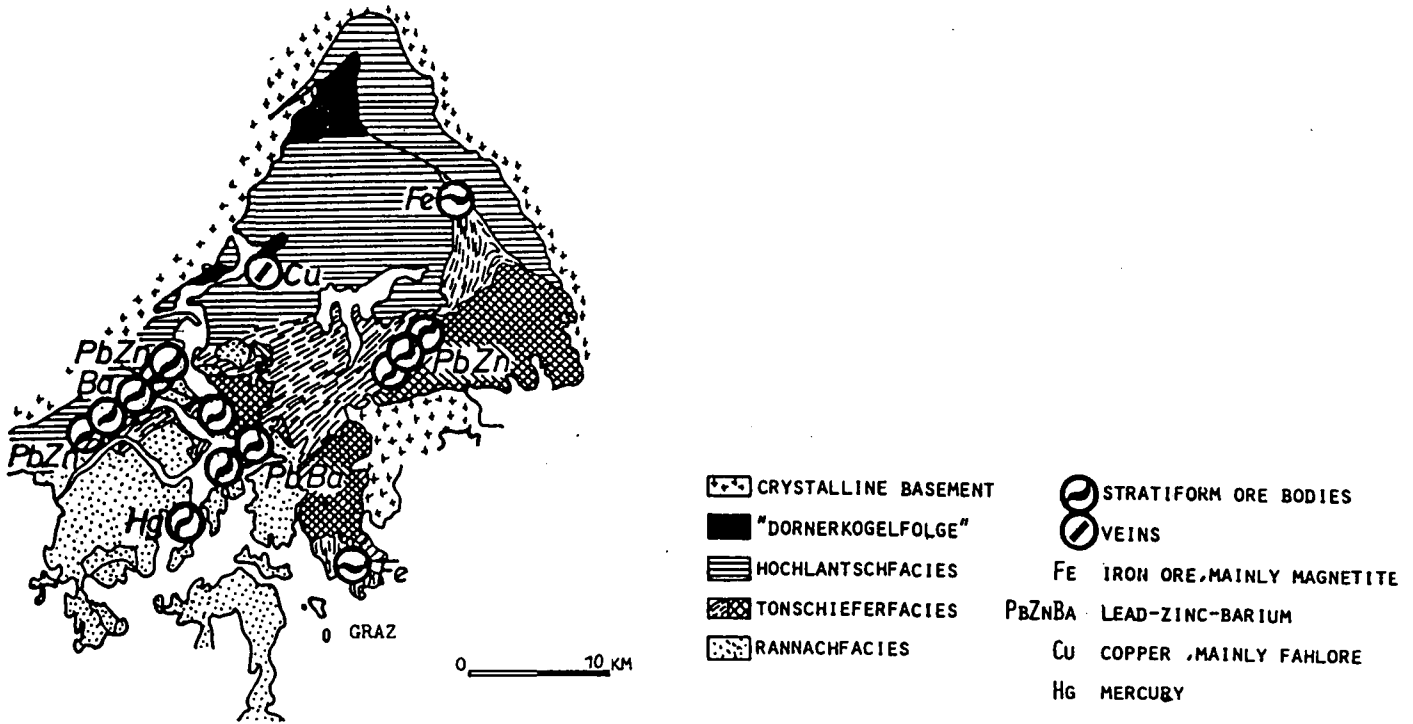 Fe
Cu
PbZn
Ba
PbZn
PbZn
PbBa
Hg
Fe
GRAZ
0 10 KM
CRYSTALLINE BASEMENT
"DORNERKOGELFOLGE"
HOCHLANTSCHFACIES
TONSCHIEFERFACIES
RANNACHFACIES
STRATIFORM ORE BODIES
VEINS
FE IRON ORE,MAINLY MAGNETITE
PBZNBA LEAD-ZINC-BARIUM
CU COPPER ,MAINLY FAHLORE
HG MERCURY